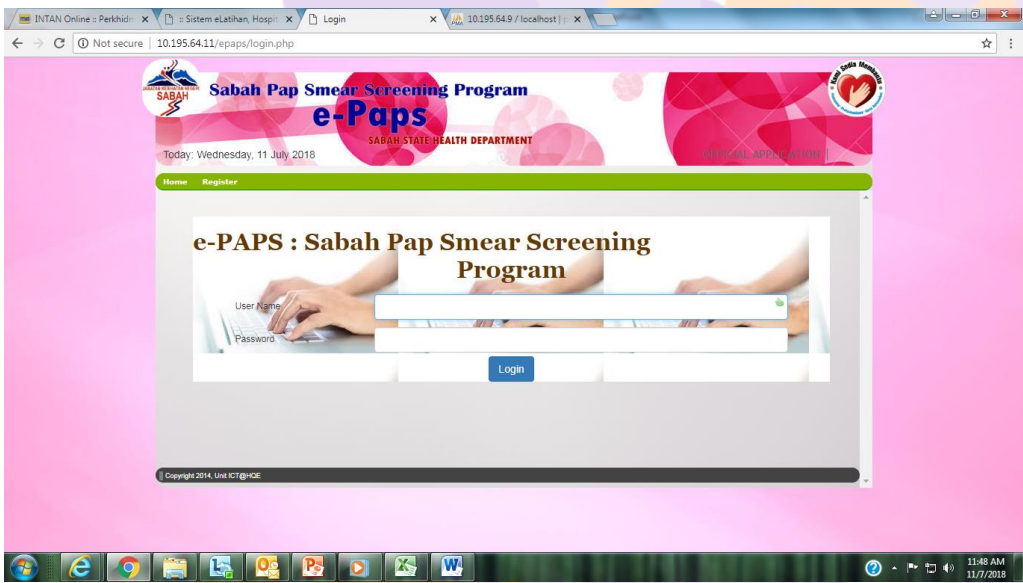 INTAN Online :: Perkhidm
:: Sistem eLatihan, Hospit
Login
10.195.64.9 / localhost | p
Not secure | 10.195.64.11/epaps/login.php
SABAH
Kami Sedia Membantu
Sabah Pap Smear Screening Program
e-Paps
SABAH STATE HEALTH DEPARTMENT
Today: Wednesday, 11 July 2018
OFFICIAL APPLICATION |
Home Register
e-PAPS : Sabah Pap Smear Screening
Program
User Name
Password
Login
Copyright 2014, Unit ICT@HQE
11:48 AM
11/7/2018